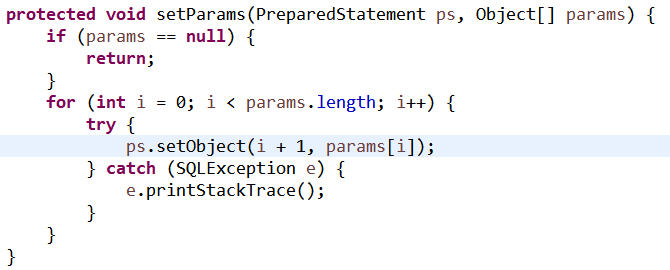 protected void setParams(PreparedStatement ps, Object[] params) {
    if (params == null) {
        return;
    }
    for (int i = 0; i < params.length; i++) {
        try {
            ps.setObject(i + 1, params[i]);
        } catch (SQLException e) {
            e.printStackTrace();
        }
    }
}